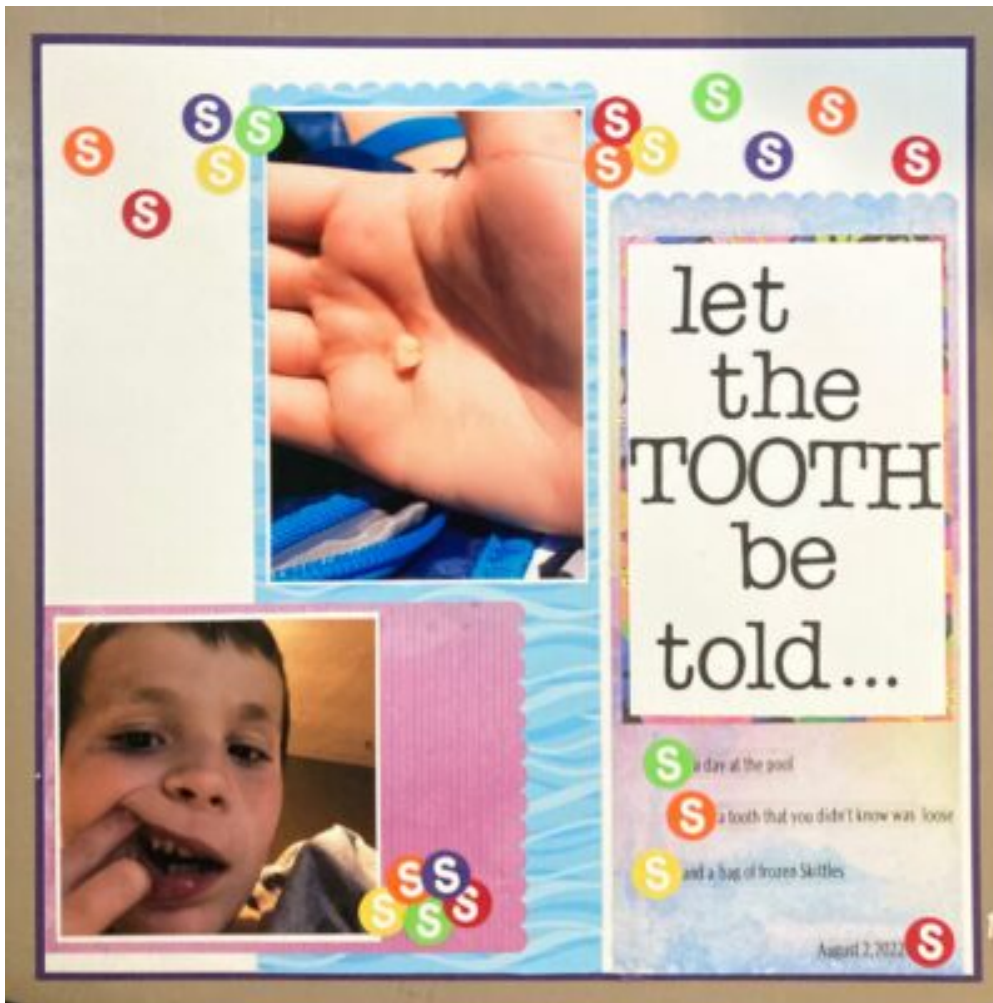 S S S S S S S S S S S S
let
the
TOOTH
be
told...
S a day at the pool
S a tooth that you didn't know was loose
S and a bag of frozen Skittles
S S S S S
August 2, 2022 S